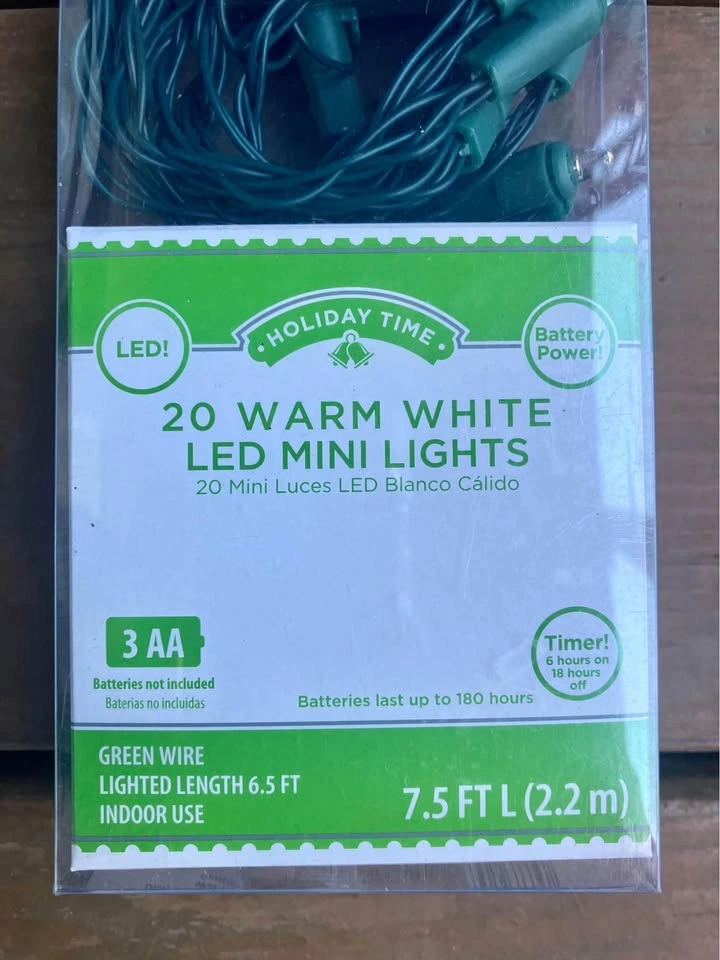 LED!
HOLIDAY TIME
Battery
Power!
20 WARM WHITE
LED MINI LIGHTS
20 Mini Luces LED Blanco Cálido
3 AA
Batteries not included
Baterias no incluidas
Batteries last up to 180 hours
Timer!
6 hours on
18 hours
off
GREEN WIRE
LIGHTED LENGTH 6.5 FT
INDOOR USE
7.5 FT L (2.2 m)